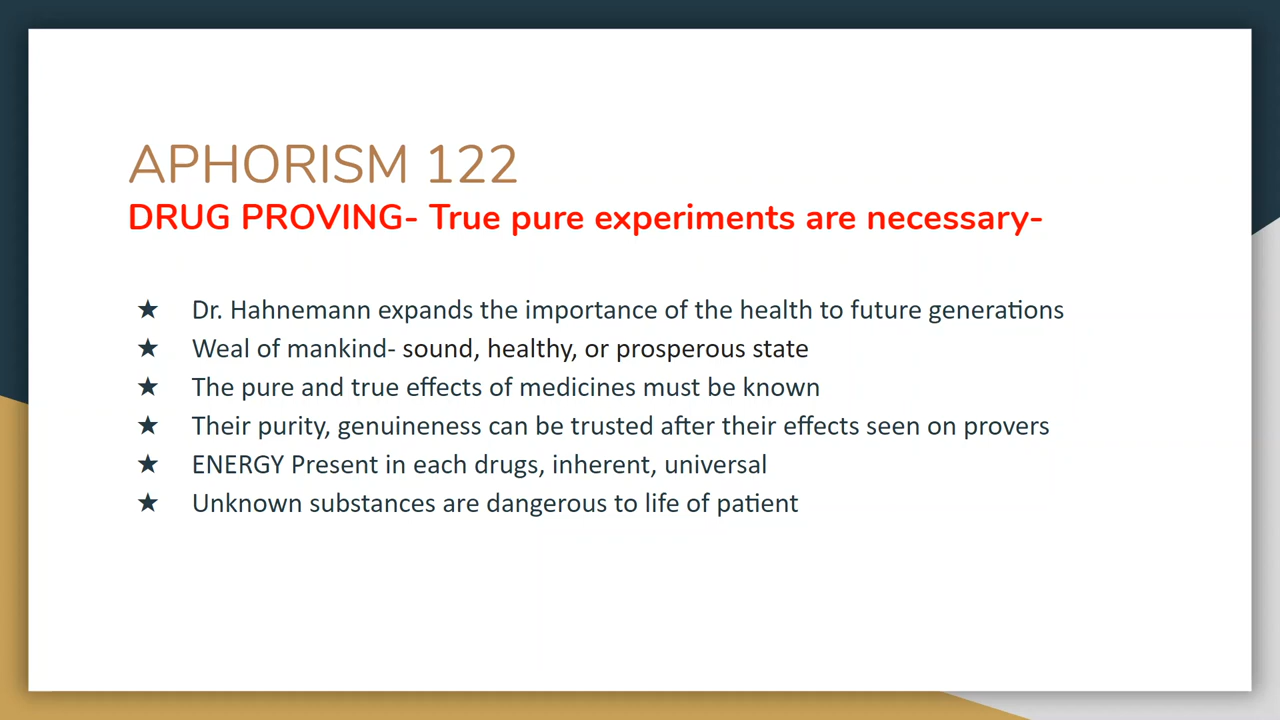 APHORISM 122
DRUG PROVING- True pure experiments are necessary-
★ Dr. Hahnemann expands the importance of the health to future generations
★ Weal of mankind- sound, healthy, or prosperous state
★ The pure and true effects of medicines must be known
★ Their purity, genuineness can be trusted after their effects seen on provers
★ ENERGY Present in each drugs, inherent, universal
★ Unknown substances are dangerous to life of patient